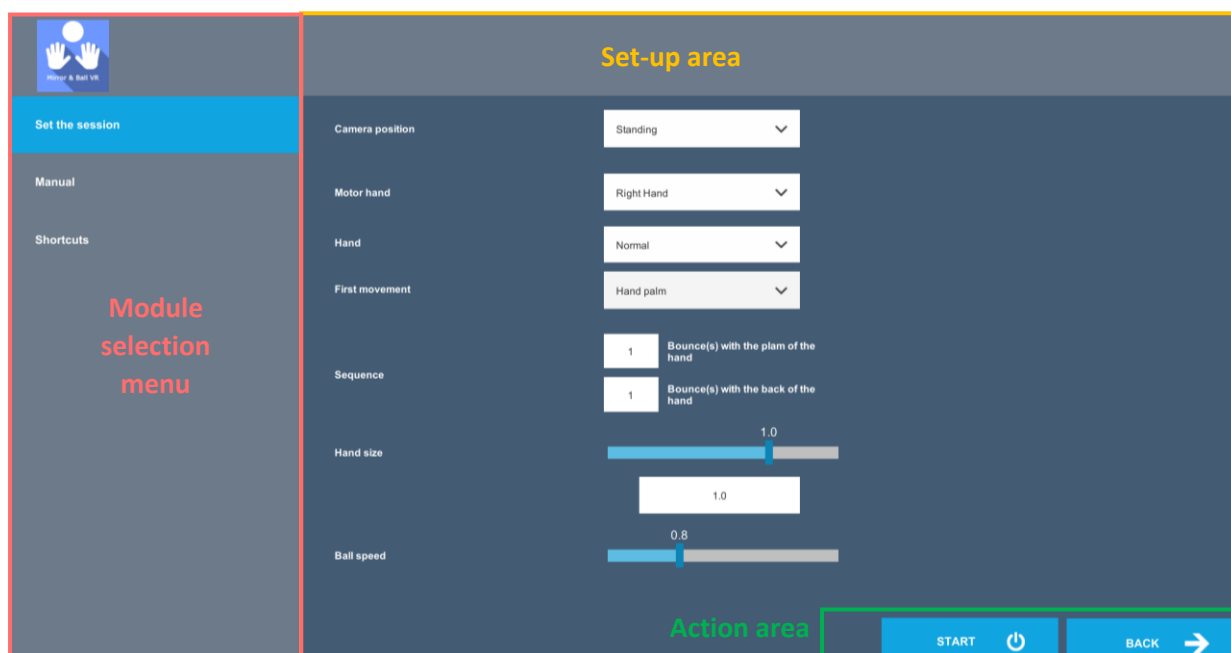 Mirror & Ball VR
Set-up area
Set the session
Manual
Shortcuts
Module
selection
menu
Camera position
Standing
Motor hand
Right Hand
Hand
Normal
First movement
Hand palm
Sequence
1
Bounce(s) with the plam of the
hand
1
Bounce(s) with the back of the
hand
1.0
Hand size
1.0
0.8
Ball speed
Action area
START
BACK